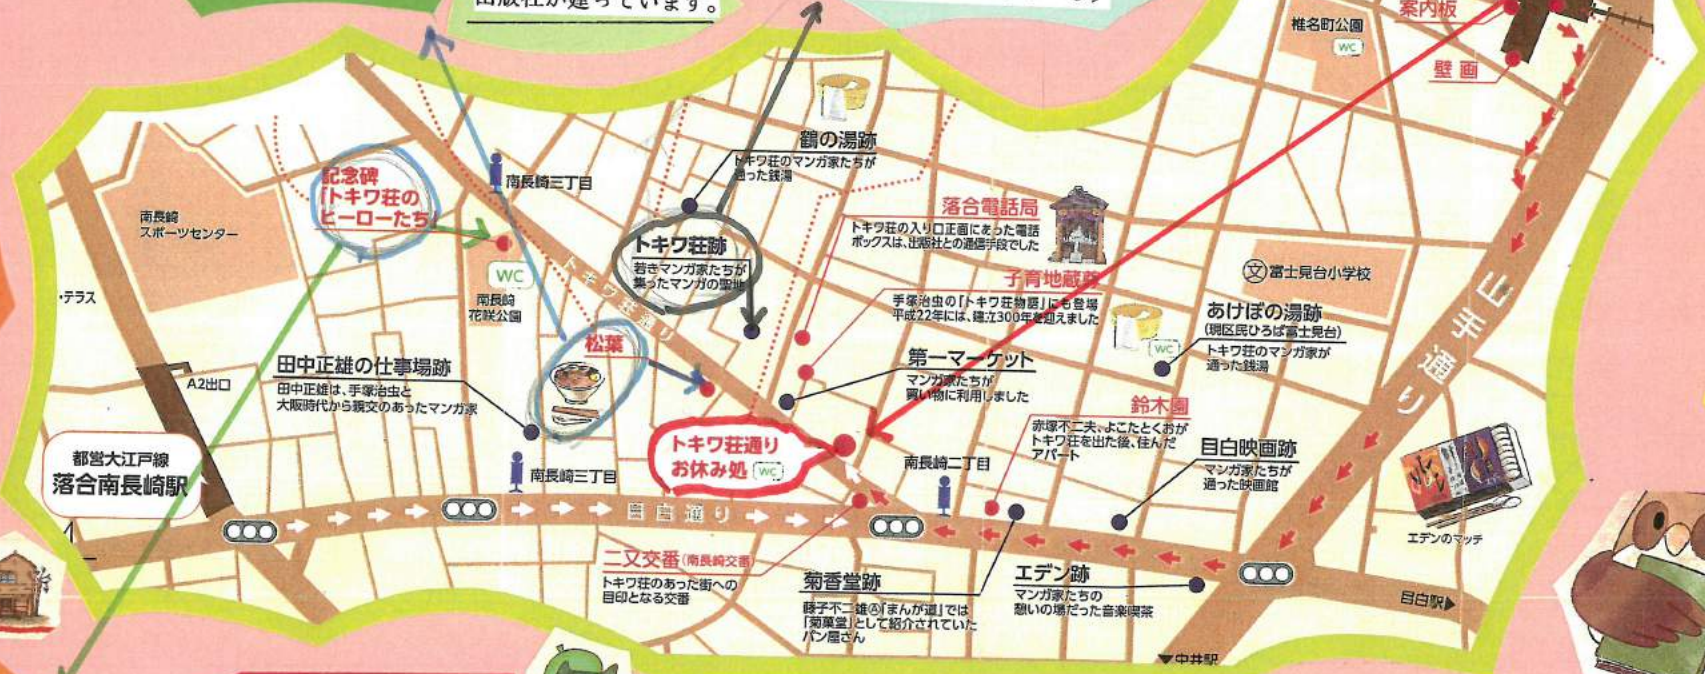 出版社が建っています。
案内板
壁画
椎名町公園
WC
鶴の湯跡
トキワ荘のマンガ家たちが
通った銭湯
記念碑
「トキワ荘の
ヒーローたち」
南長崎三丁目
南長崎
スポーツセンター
WC
南長崎
花咲公園
・テラス
トキワ荘跡
若きマンガ家たちが
集ったマンガの聖地
落合電話局
トキワ荘の入り口正面にあった電話
ボックスは、出版社との通信手段でした
子育地蔵尊
手塚治虫の「トキワ荘物語」にも登場
平成22年には、建立300年を迎えました
文 富士見台小学校
あけぼの湯跡
(現区民ひろば富士見台)
トキワ荘のマンガ家が
通った銭湯
WC
トキワ荘通り
山手通り
松葉
田中正雄の仕事場跡
田中正雄は、手塚治虫と
大阪時代から親交のあったマンガ家
A2出口
第一マーケット
マンガ家たちが
買い物に利用しました
鈴木園
赤塚不二夫、よこたとくおが
トキワ荘を出た後、住んだ
アパート
目白映画跡
マンガ家たちが
通った映画館
都営大江戸線
落合南長崎駅
トキワ荘通り
お休み処 WC
南長崎三丁目
南長崎二丁目
目白通り
エデンのマッチ
二又交番(南長崎交番)
トキワ荘のあった街への
目印となる交番
菊香堂跡
藤子不二雄Ⓐ「まんが道」では
「菊菓堂」として紹介されていた
パン屋さん
エデン跡
マンガ家たちの
憩いの場だった音楽喫茶
目白駅▶
▼中井駅